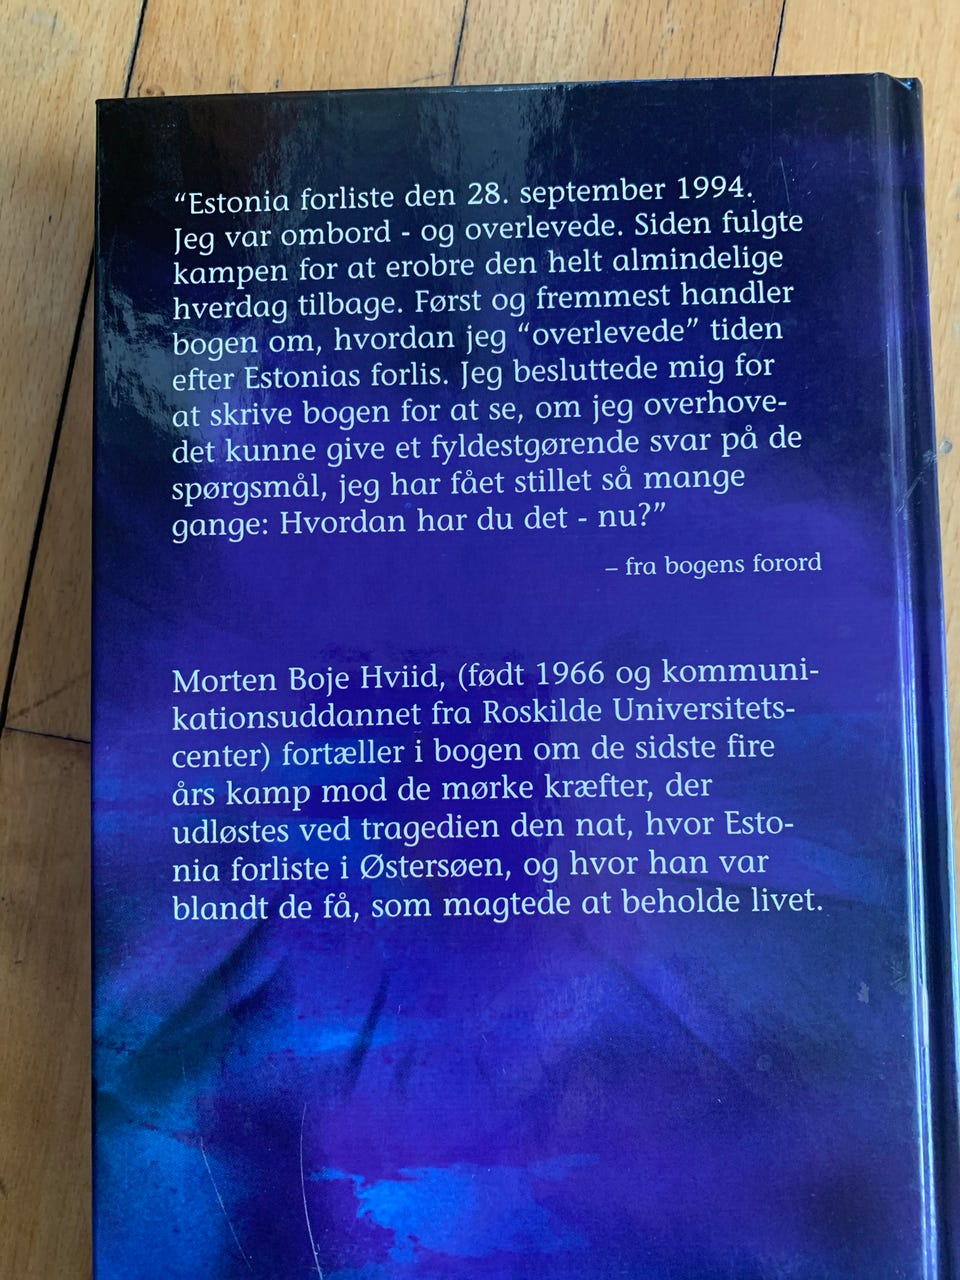 “Estonia forliste den 28. september 1994.
Jeg var ombord - og overlevede. Siden fulgte
kampen for at erobre den helt almindelige
hverdag tilbage. Først og fremmest handler
bogen om, hvordan jeg “overlevede” tiden
efter Estonias forlis. Jeg besluttede mig for
at skrive bogen for at se, om jeg overhove-
det kunne give et fyldestgørende svar på de
spørgsmål, jeg har fået stillet så mange
gange: Hvordan har du det - nu?”
– fra bogens forord
Morten Boje Hviid, (født 1966 og kommuni-
kationsuddannet fra Roskilde Universitets-
center) fortæller i bogen om de sidste fire
års kamp mod de mørke kræfter, der
udløstes ved tragedien den nat, hvor Esto-
nia forliste i Østersøen, og hvor han var
blandt de få, som magtede at beholde livet.